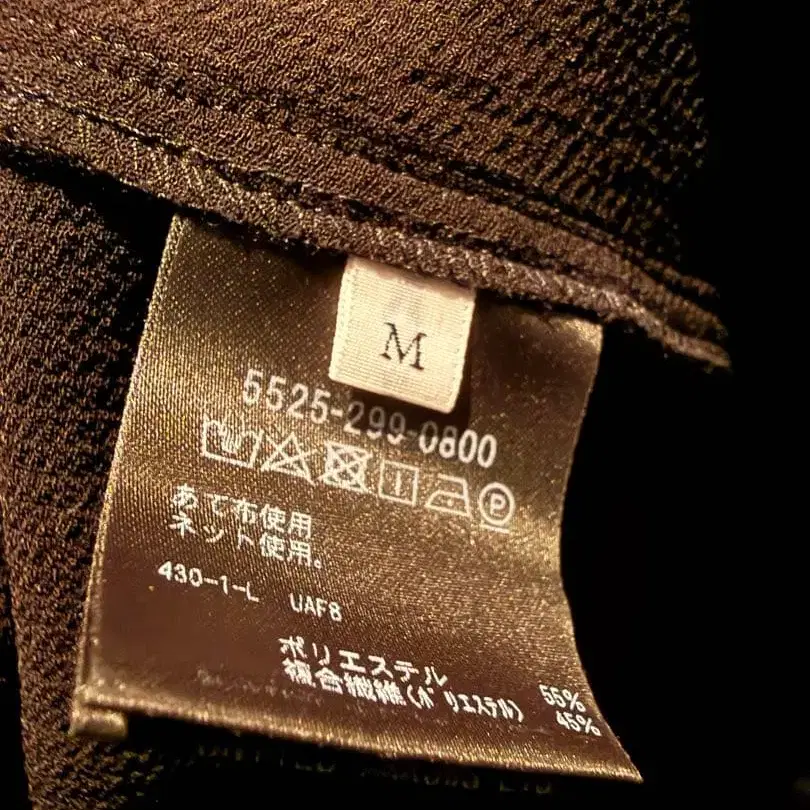 M
5525-299-0800
あて布使用
ネット使用。
430-1-L UAF8
ポリエステル 55%
複合繊維(ポリエステル) 45%